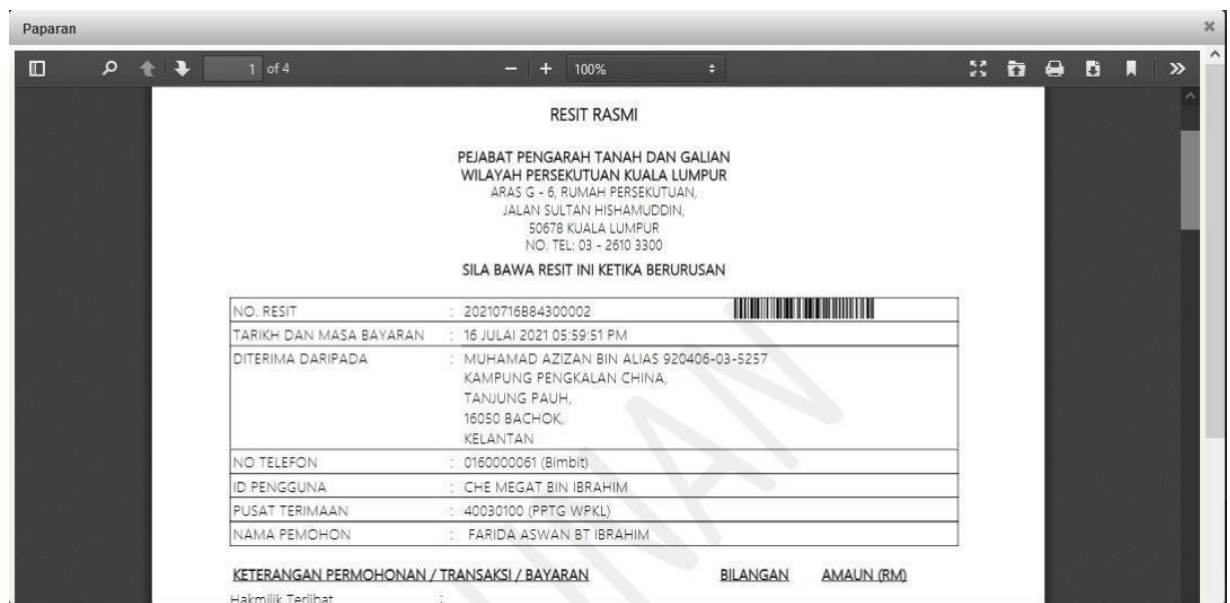 Paparan
1 of 4
100%
RESIT RASMI
PEJABAT PENGARAH TANAH DAN GALIAN
WILAYAH PERSEKUTUAN KUALA LUMPUR
ARAS G - 6, RUMAH PERSEKUTUAN,
JALAN SULTAN HISHAMUDDIN,
50678 KUALA LUMPUR
NO. TEL: 03 - 2610 3300
SILA BAWA RESIT INI KETIKA BERURUSAN
NO. RESIT : 20210716BB4300002
TARIKH DAN MASA BAYARAN : 16 JULAI 2021 05:59:51 PM
DITERIMA DARIPADA : MUHAMAD AZIZAN BIN ALIAS 920406-03-5257
KAMPUNG PENGKALAN CHINA,
TANJUNG PAUH,
16050 BACHOK,
KELANTAN
NO TELEFON : 0160000061 (Bimbit)
ID PENGGUNA : CHE MEGAT BIN IBRAHIM
PUSAT TERIMAAN : 40030100 (PPTG WPKL)
NAMA PEMOHON : FARIDA ASWAN BT IBRAHIM
KETERANGAN PERMOHONAN / TRANSAKSI / BAYARAN BILANGAN AMAUN (RM)
Hakmilik Terlibat :